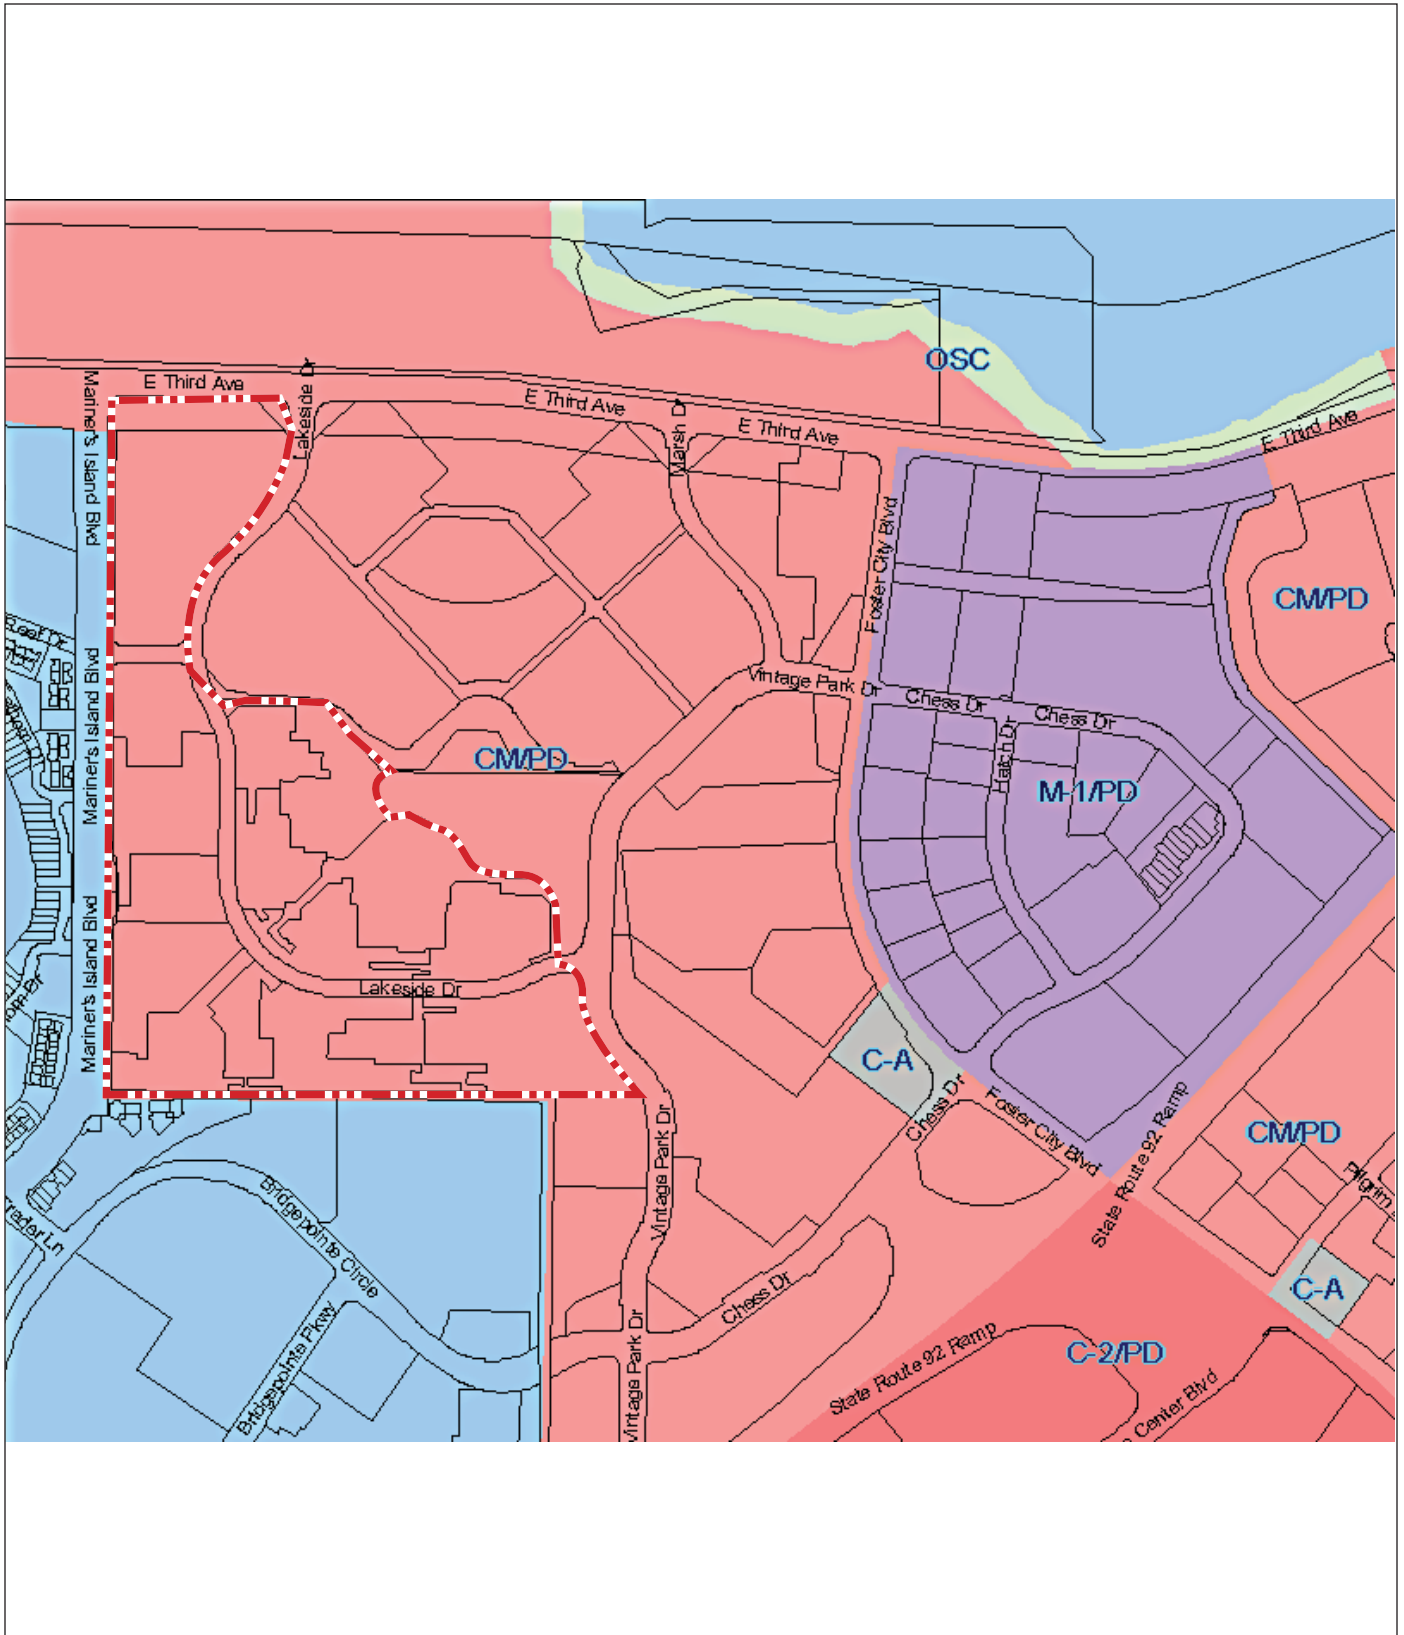 OSC
E Third Ave
Lakeside Dr
E Third Ave
Marsh D
E Third Ave
E Third Ave
Mariner's Island Blvd
Foster City Blvd
CM/PD
Mariner's Island Blvd
Vintage Park Dr
Chess Dr
Chess Dr
Hatch Dr
CM/PD
M-1/PD
Mariner's Island Blvd
Lakeside Dr
C-A
Chess Dr
Foster City Blvd
State Route 92 Ramp
CM/PD
Pilgrim
Vintage Park Dr
Trader Ln
Bridgepointe Circle
Bridgepointe Pkwy
Chess Dr
Vintage Park Dr
State Route 92 Ramp
C-2/PD
C-A
Center Blvd